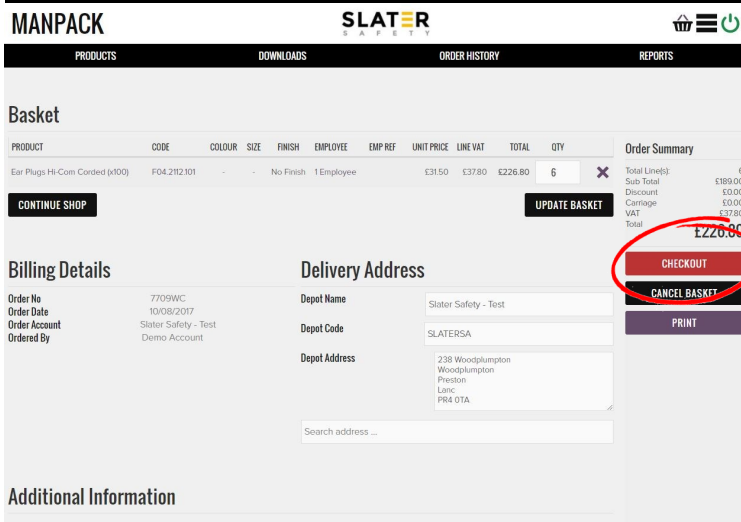 MANPACK
SLATER
SAFETY
PRODUCTS DOWNLOADS ORDER HISTORY REPORTS
Basket
PRODUCT CODE COLOUR SIZE FINISH EMPLOYEE EMP REF UNIT PRICE LINE VAT TOTAL QTY
Ear Plugs Hi-Com Corded (x100) F04.2112.101 - - No Finish 1 Employee £31.50 £37.80 £226.80 6
CONTINUE SHOP UPDATE BASKET
Order Summary
Total Line(s): 6
Sub Total £189.00
Discount £0.00
Carriage £0.00
VAT £37.80
Total £226.80
CHECKOUT
CANCEL BASKET
PRINT
Billing Details
Order No 7709WC
Order Date 10/08/2017
Order Account Slater Safety - Test
Ordered By Demo Account
Delivery Address
Depot Name Slater Safety - Test
Depot Code SLATERSA
Depot Address 238 Woodplumpton
Woodplumpton
Preston
Lanc
PR4 0TA
Search address ...
Additional Information